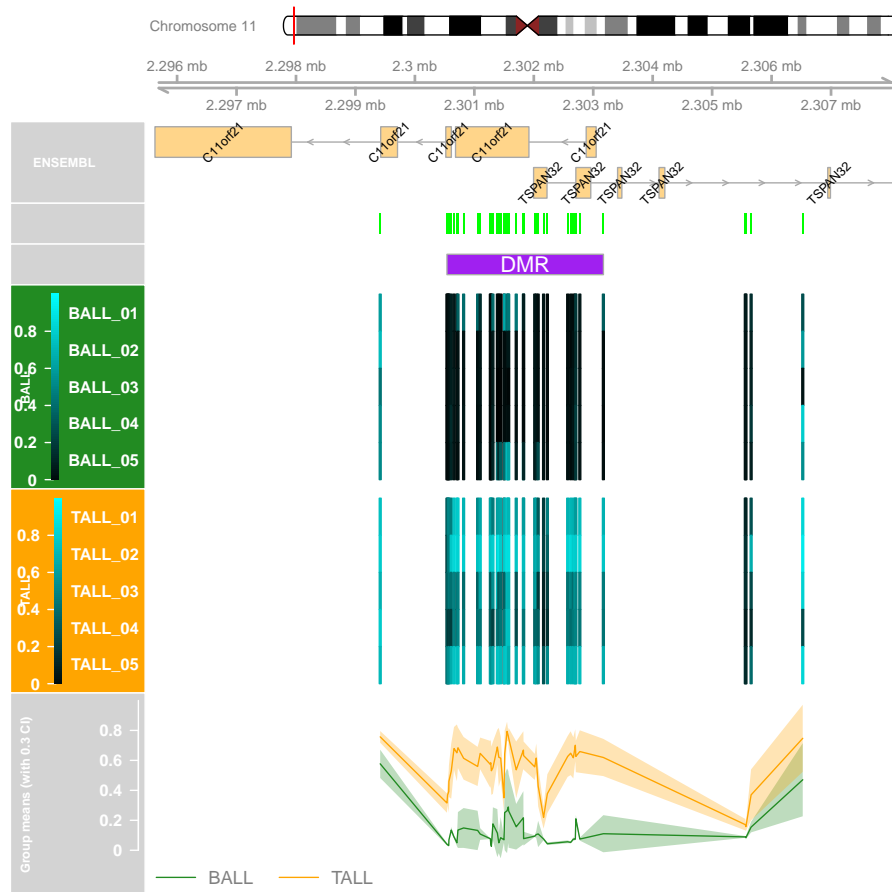 Chromosome 11
2.296 mb 2.298 mb 2.3 mb 2.302 mb 2.304 mb 2.306 mb
2.297 mb 2.299 mb 2.301 mb 2.303 mb 2.305 mb 2.307 mb
ENSEMBL
C11orf21 C11orf21 C11orf21 C11orf21 C11orf21
TSPAN32 TSPAN32 TSPAN32 TSPAN32 TSPAN32
DMR
BALL
0.8
0.6
0.4
0.2
0
BALL_01
BALL_02
BALL_03
BALL_04
BALL_05
TALL
0.8
0.6
0.4
0.2
0
TALL_01
TALL_02
TALL_03
TALL_04
TALL_05
Group means (with 0.3 CI)
0.8
0.6
0.4
0.2
0
BALL TALL